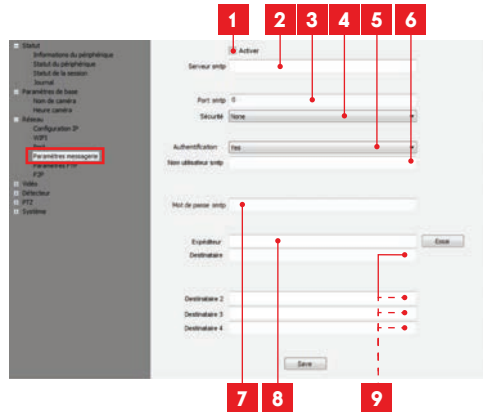 1 2 3 4 5 6
Statut
Informations du périphérique
Statut du périphérique
Statut de la session
Journal
Paramètres de base
Nom de caméra
Heure caméra
Réseau
Configuration IP
WIFI
Paramètres messagerie
Paramètres FTP
P2P
Vidéo
Détecteur
PTZ
Système
Activer
Serveur smtp
Port smtp 0
Sécurité None
Authentification Yes
Nom utilisateur smtp
Mot de passe smtp
Expéditeur Essai
Destinataire
Destinataire 2
Destinataire 3
Destinataire 4
Save
7 8 9